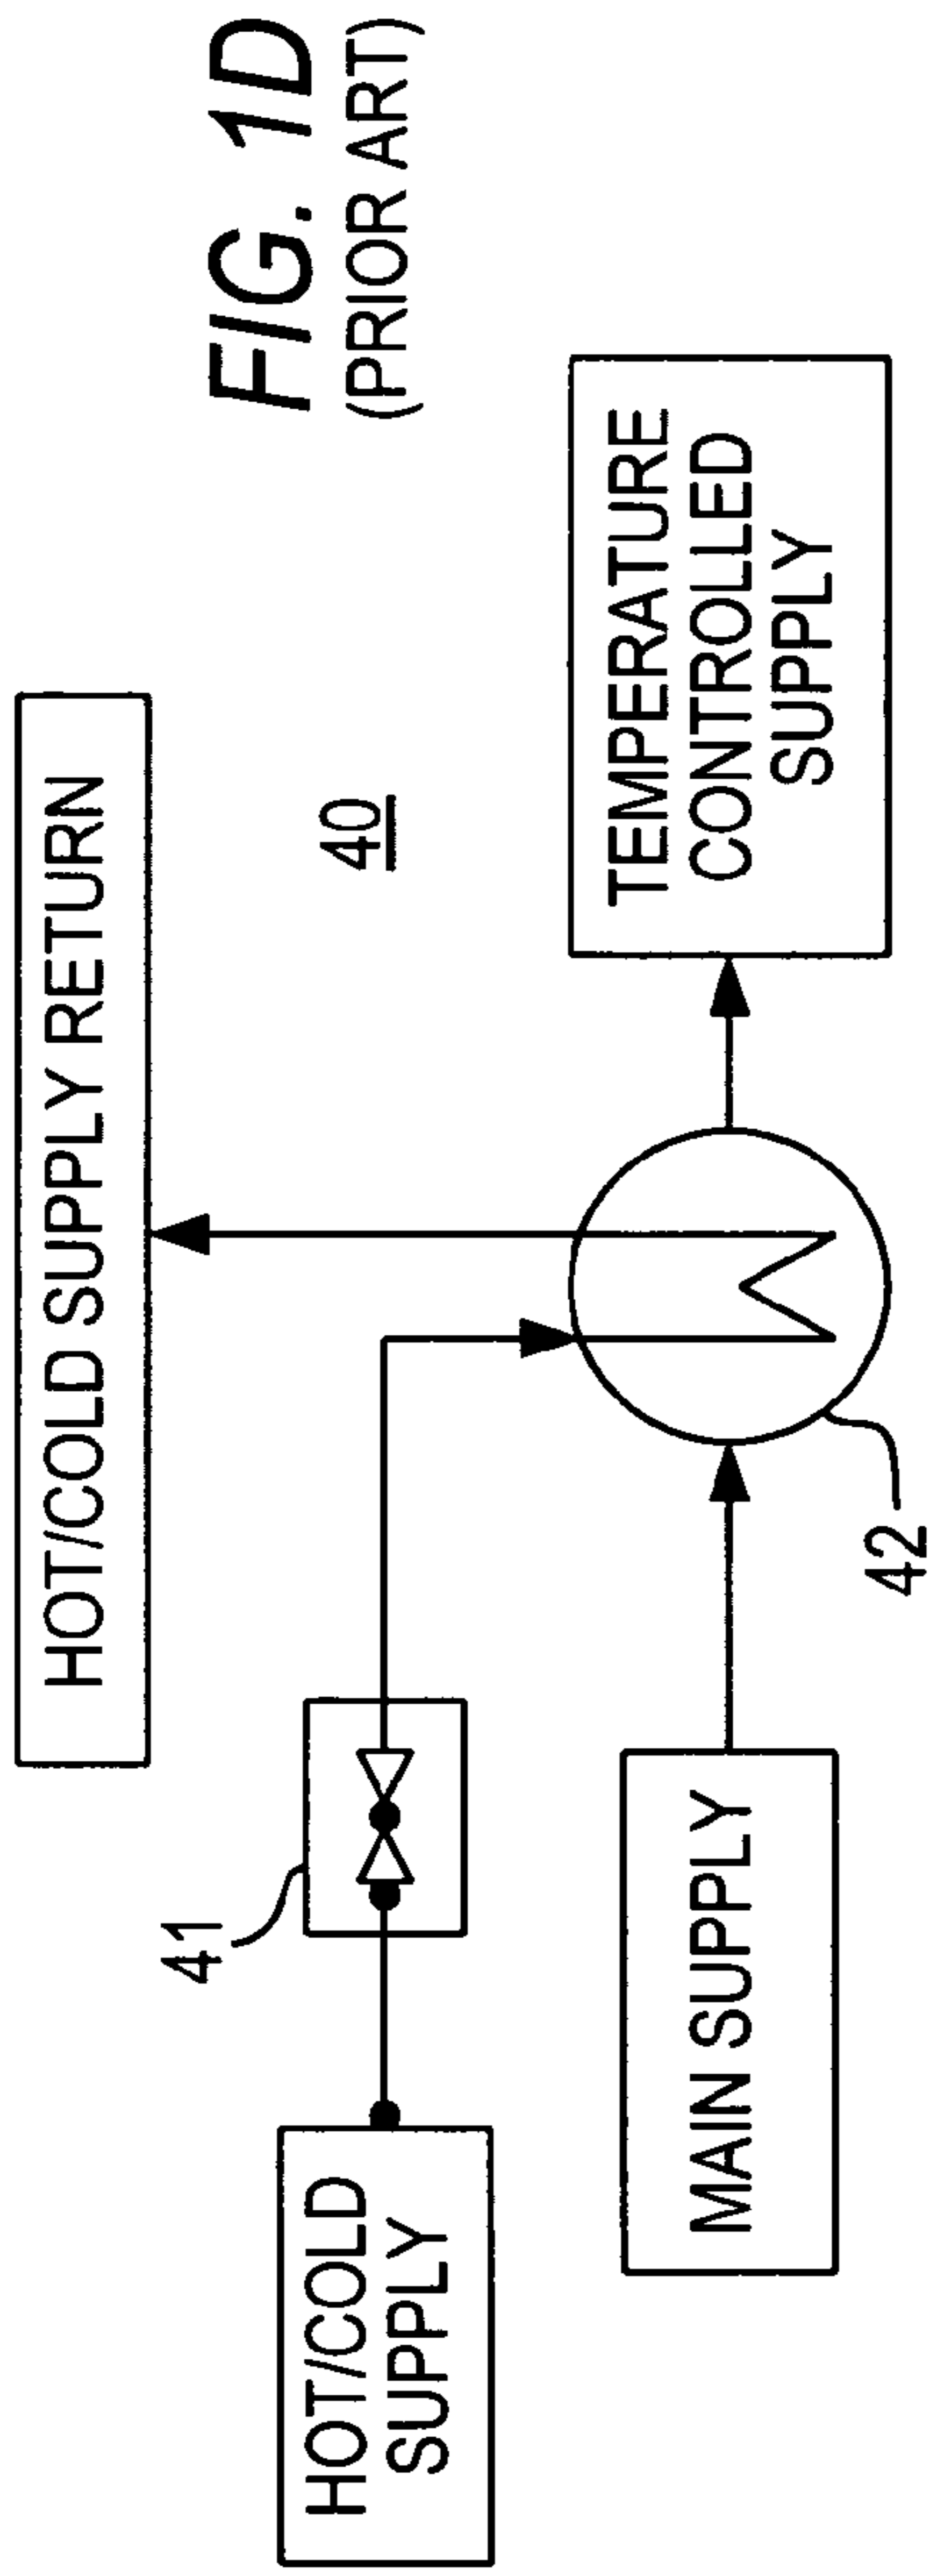 HOT/COLD SUPPLY RETURN
FIG. 1D
(PRIOR ART)
40
41
HOT/COLD
SUPPLY
MAIN SUPPLY
42
TEMPERATURE
CONTROLLED
SUPPLY